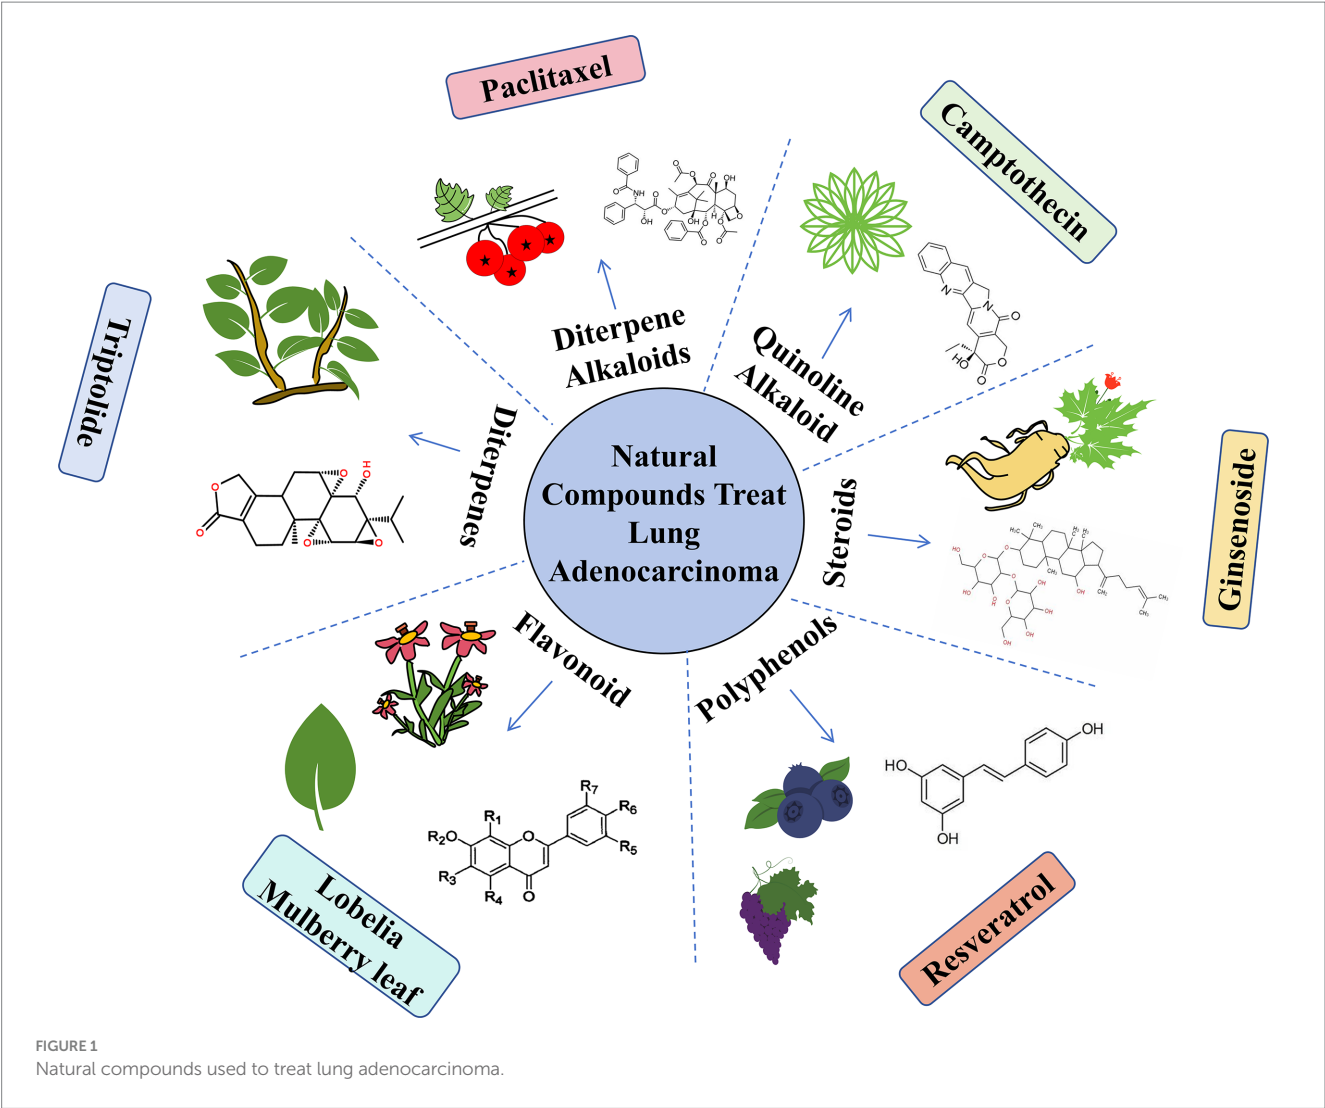 Paclitaxel
Camptothecin
Triptolide
Ginsenoside
Resveratrol
Lobelia
Mulberry leaf
Diterpene
Alkaloids
Quinoline
Alkaloid
Steroids
Polyphenols
Flavonoid
Diterpenes
Natural
Compounds Treat
Lung
Adenocarcinoma
HO
OH
OH
R1
R2O
R3
R4
R5
R6
R7
O
O
FIGURE 1
Natural compounds used to treat lung adenocarcinoma.